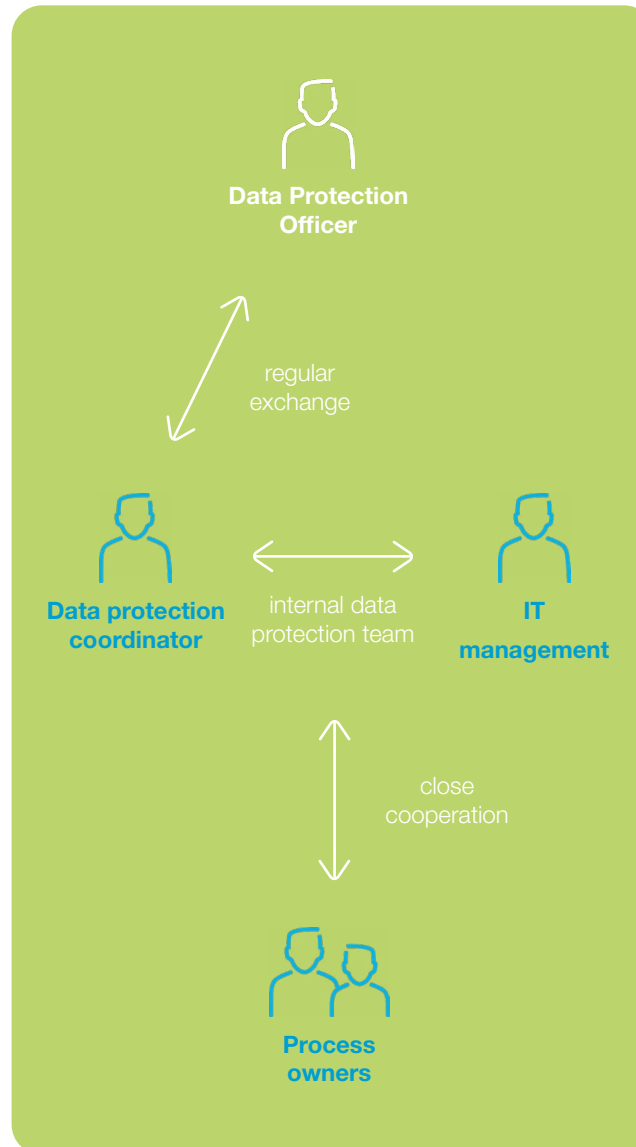 Data Protection
Officer
regular
exchange
Data protection
coordinator
internal data
protection team
IT
management
close
cooperation
Process
owners